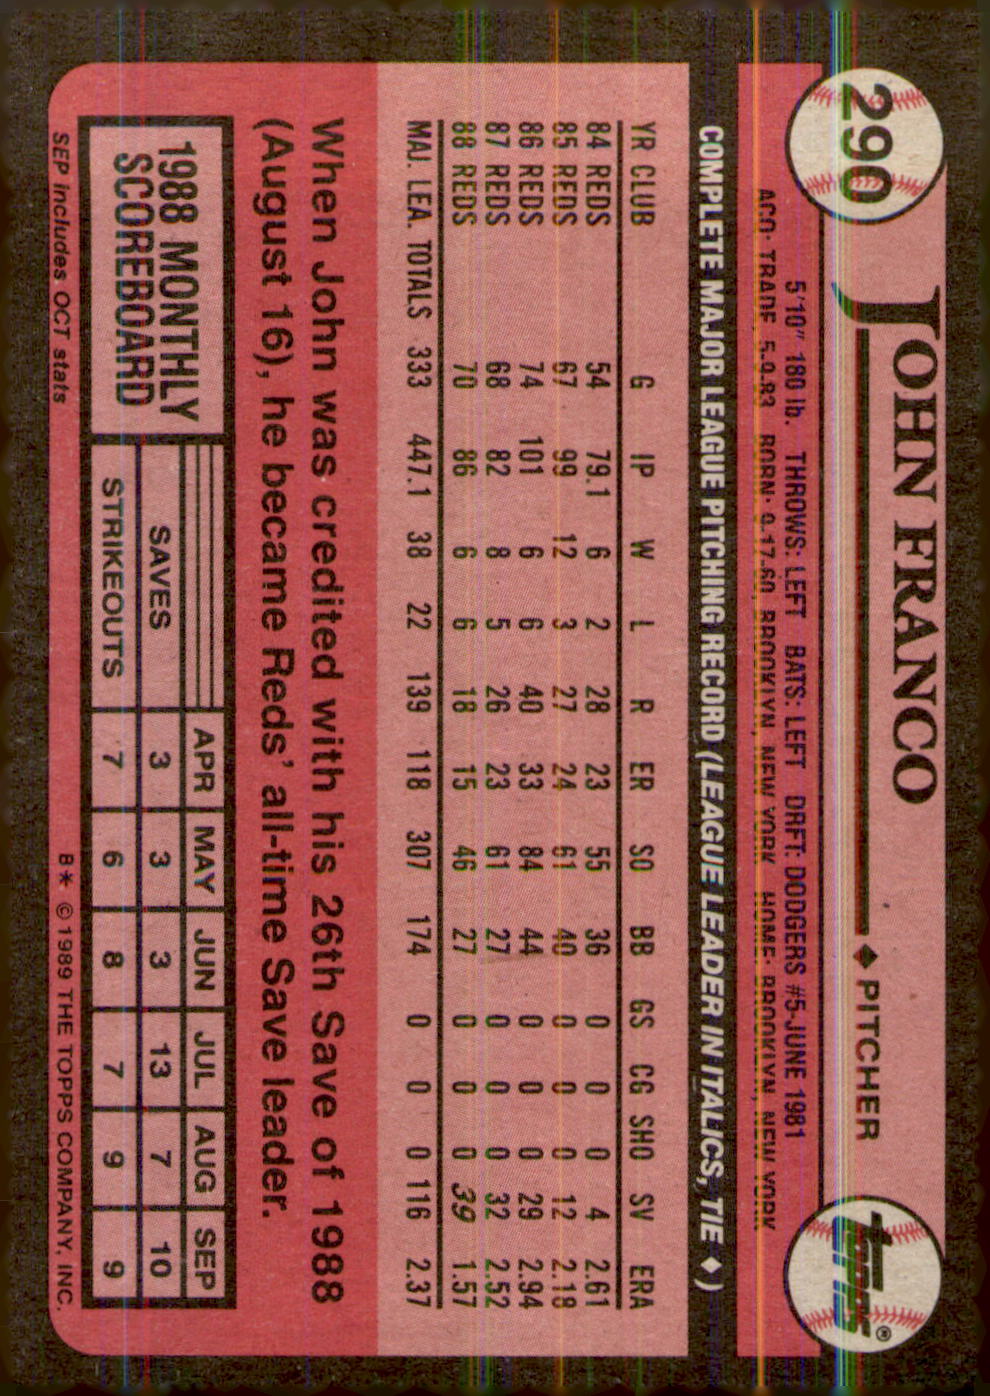 290
JOHN FRANCO
◆ PITCHER
TOPPS®
5'10" 180 lb. THROWS: LEFT BATS: LEFT DRFT: DODGERS #5-JUNE 1981
ACQ: TRADE, 5-9-83 BORN: 9-17-60, BROOKLYN, NEW YORK HOME: BROOKLYN, NEW YORK
COMPLETE MAJOR LEAGUE PITCHING RECORD (LEAGUE LEADER IN ITALICS, TIE ◆)
YR CLUB G IP W L R ER SO BB GS CG SHO SV ERA
84 REDS 54 79.1 6 2 28 23 55 36 0 0 0 4 2.61
85 REDS 67 99 12 3 27 24 61 40 0 0 0 12 2.18
86 REDS 74 101 6 6 40 33 84 44 0 0 0 29 2.94
87 REDS 68 82 8 5 26 23 61 27 0 0 0 32 2.52
88 REDS 70 86 6 6 18 15 46 27 0 0 0 39 1.57
MAJ. LEA. TOTALS 333 447.1 38 22 139 118 307 174 0 0 0 116 2.37
When John was credited with his 26th Save of 1988
(August 16), he became Reds' all-time Save leader.
1988 MONTHLY
SCOREBOARD
APR MAY JUN JUL AUG SEP
SAVES 3 3 3 13 7 10
STRIKEOUTS 7 6 8 7 9 9
SEP includes OCT stats
B* © 1989 THE TOPPS COMPANY, INC.